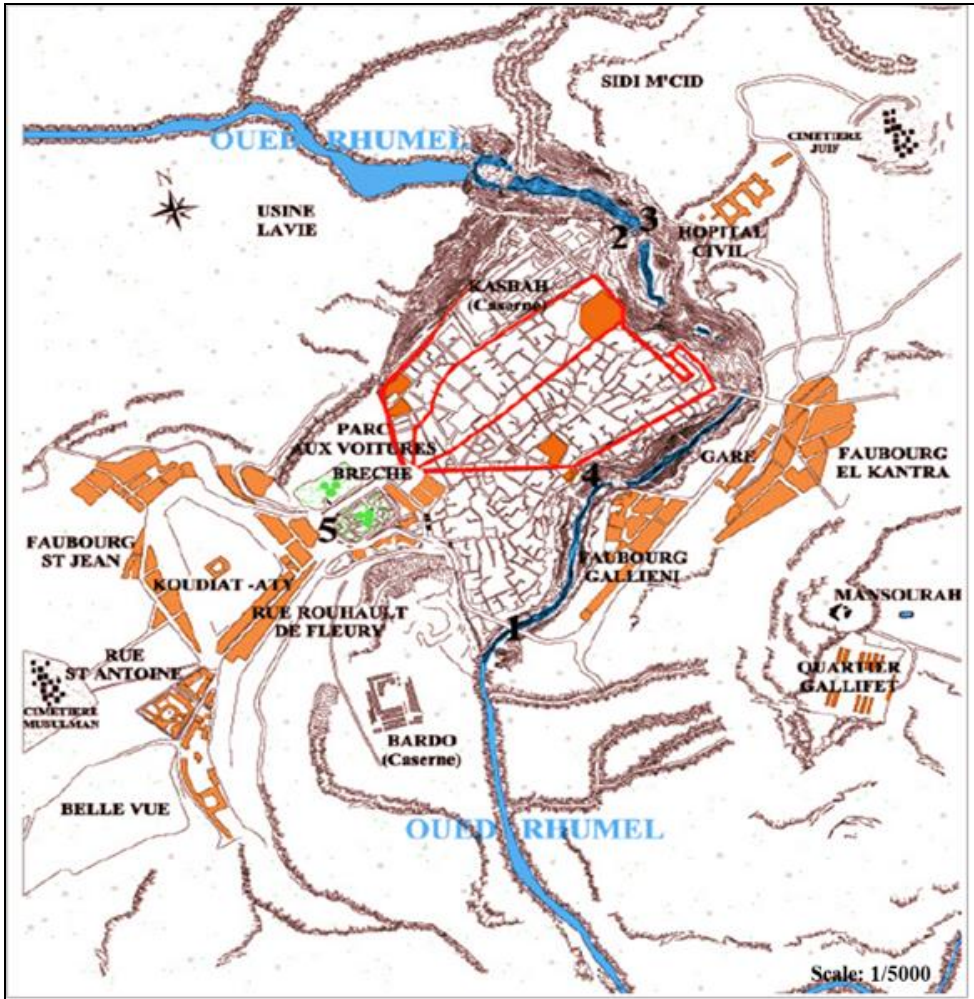 SIDI M'CID
CIMETIERE
JUIF
OUED RHUMEL
N
USINE
LAVIE
3
2
HOPITAL
CIVIL
KASBAH
(Caserne)
PARC
AUX VOITURES
BRECHE
4
GARE
FAUBOURG
EL KANTRA
5
FAUBOURG
ST JEAN
KOUDIAT -ATY
FAUBOURG
GALLIENI
MANSOURAH
RUE ROUHAULT
DE FLEURY
1
RUE
ST ANTOINE
QUARTIER
GALLIFET
CIMETIERE
MUSULMAN
BARDO
(Caserne)
BELLE VUE
OUED RHUMEL
Scale: 1/5000